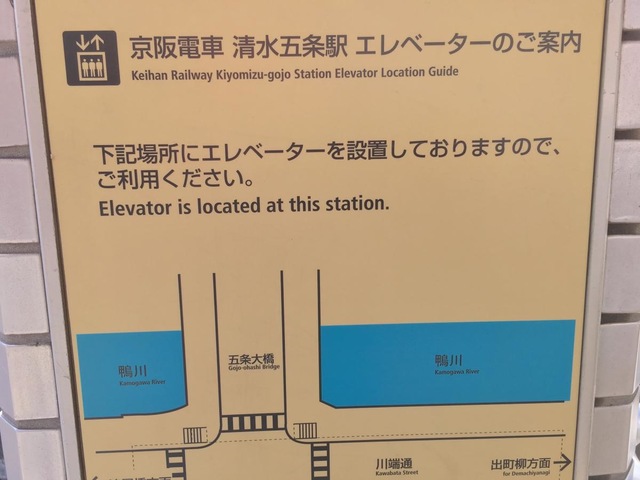 京阪電車 清水五条駅 エレベーターのご案内
Keihan Railway Kiyomizu-gojo Station Elevator Location Guide
下記場所にエレベーターを設置しておりますので、
ご利用ください。
Elevator is located at this station.
鴨川
Kamogawa River
五条大橋
Gojo-ohashi Bridge
鴨川
Kamogawa River
川端通
Kawabata Street
出町柳方面
for Demachiyanagi